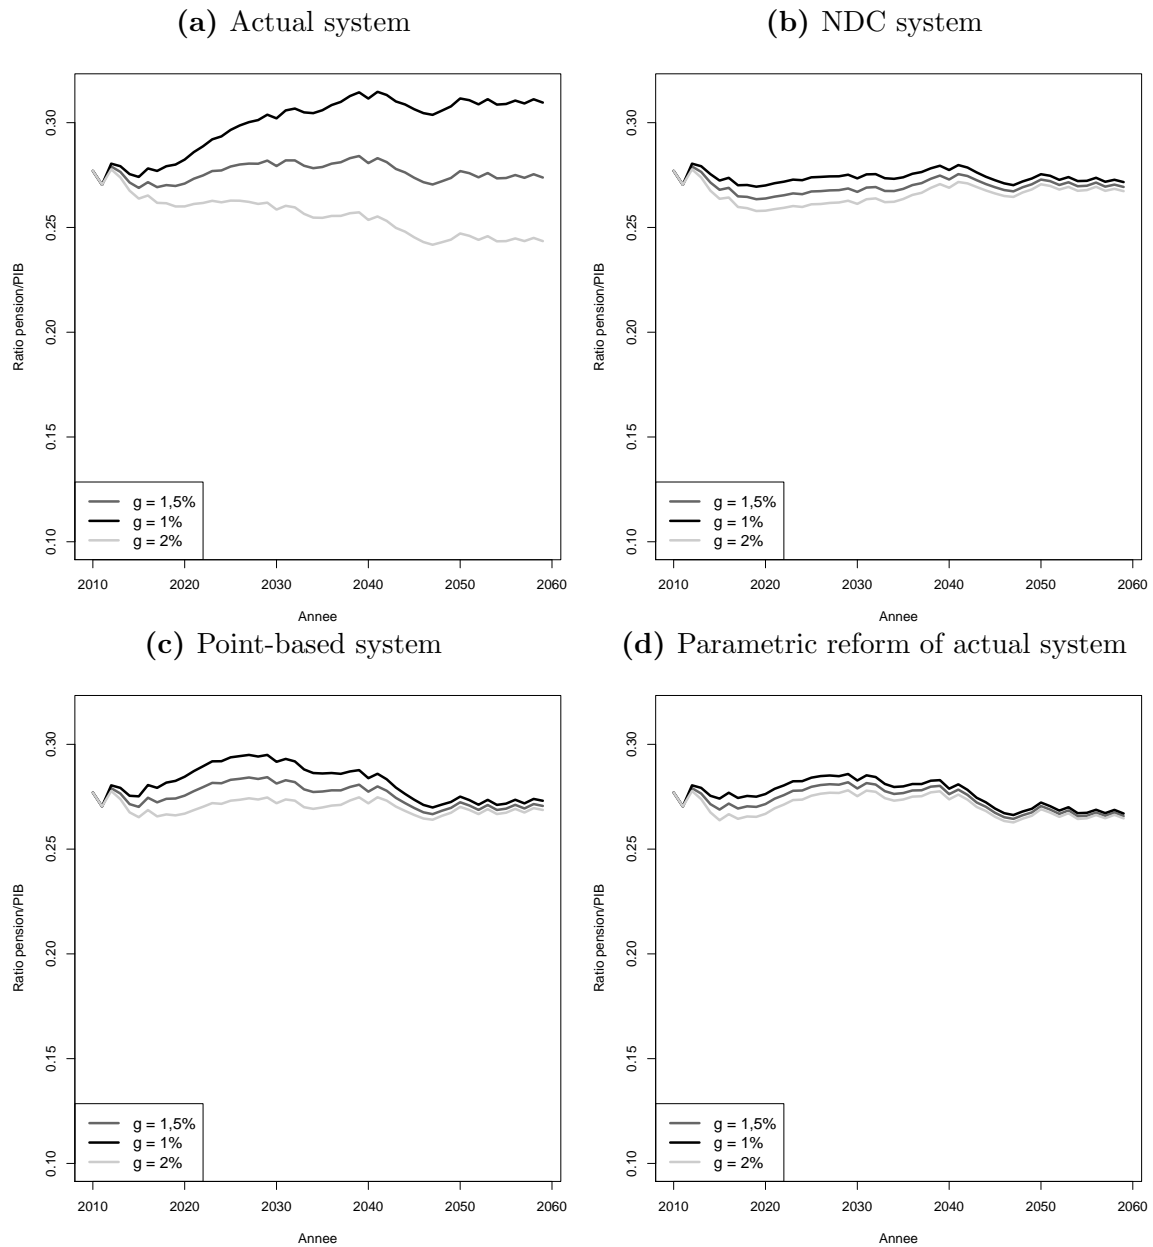 (a) Actual system
Ratio pension/PIB
0.30
0.25
0.20
0.15
0.10
g = 1,5%
g = 1%
g = 2%
2010 2020 2030 2040 2050 2060
Annee
(b) NDC system
Ratio pension/PIB
0.30
0.25
0.20
0.15
0.10
g = 1,5%
g = 1%
g = 2%
2010 2020 2030 2040 2050 2060
Annee
(c) Point-based system
Ratio pension/PIB
0.30
0.25
0.20
0.15
0.10
g = 1,5%
g = 1%
g = 2%
2010 2020 2030 2040 2050 2060
Annee
(d) Parametric reform of actual system
Ratio pension/PIB
0.30
0.25
0.20
0.15
0.10
g = 1,5%
g = 1%
g = 2%
2010 2020 2030 2040 2050 2060
Annee